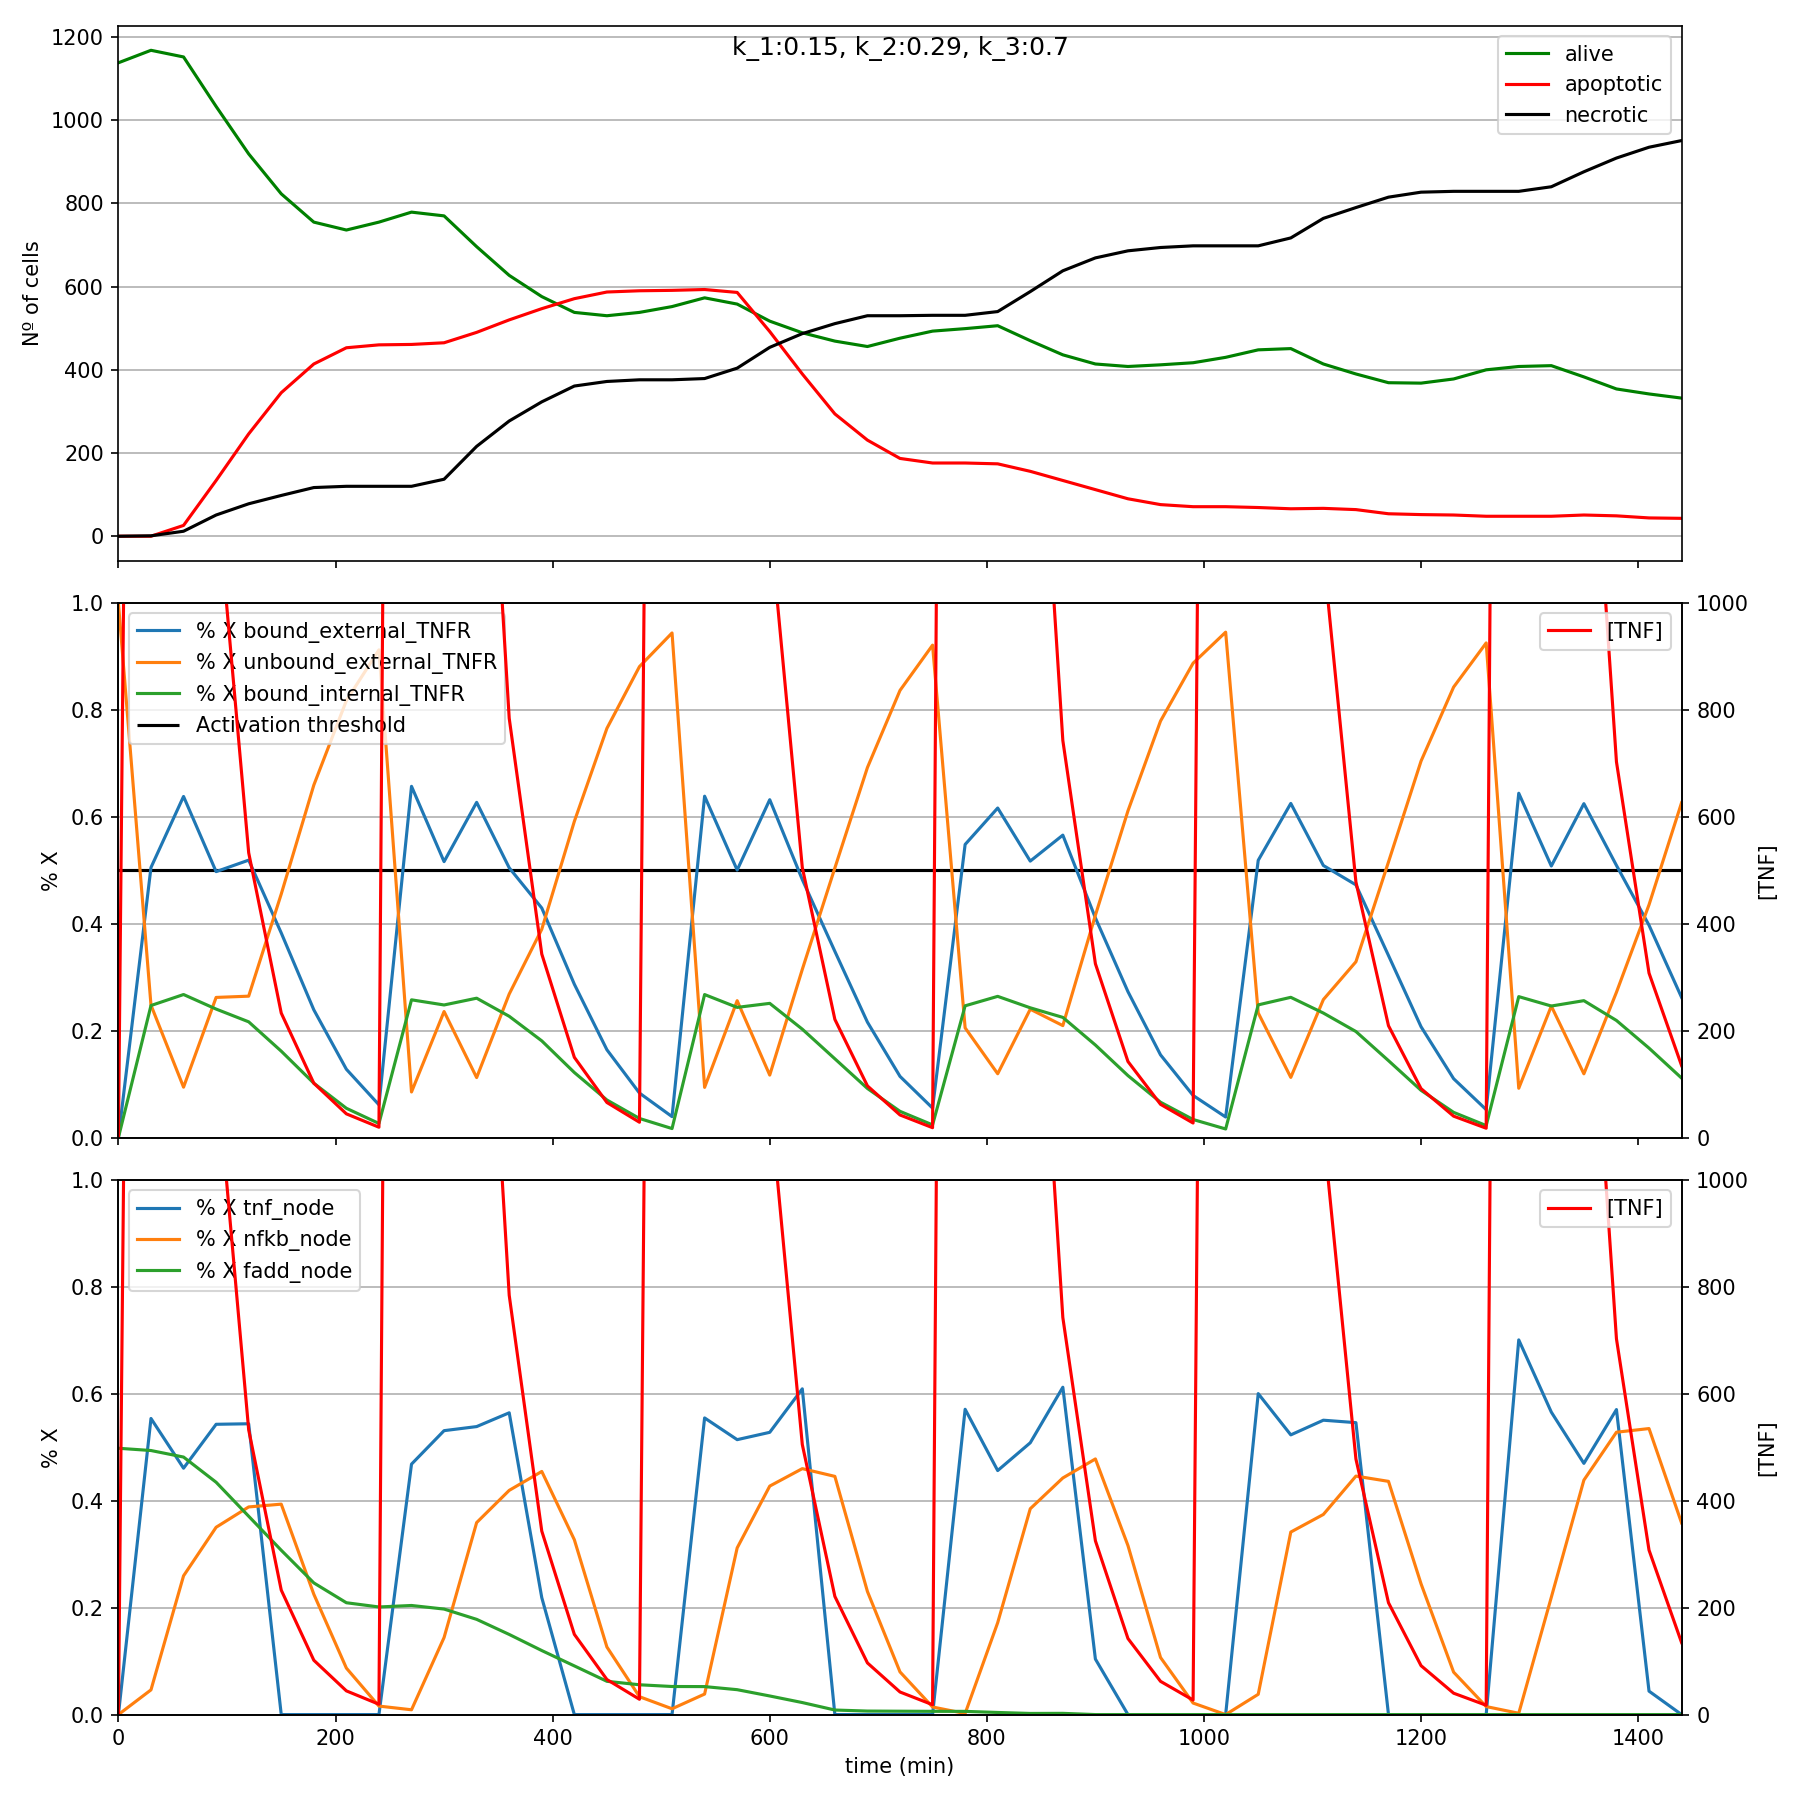 k_1:0.15, k_2:0.29, k_3:0.7
alive
apoptotic
necrotic
1200
1000
800
600
400
200
0
Nº of cells
% X bound_external_TNFR
% X unbound_external_TNFR
% X bound_internal_TNFR
Activation threshold
[TNF]
1.0
0.8
0.6
0.4
0.2
0.0
% X
1000
800
600
400
200
0
[TNF]
% X tnf_node
% X nfkb_node
% X fadd_node
[TNF]
1.0
0.8
0.6
0.4
0.2
0.0
% X
1000
800
600
400
200
0
[TNF]
0 200 400 600 800 1000 1200 1400
time (min)